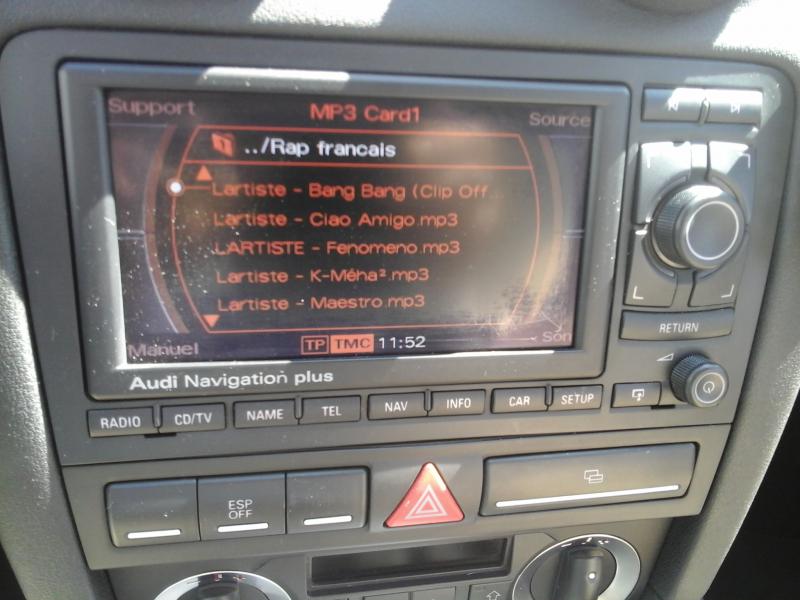 Support
MP3 Card1
Source
../Rap francais
Lartiste - Bang Bang (Clip Off...
Lartiste - Ciao Amigo.mp3
LARTISTE - Fenomeno.mp3
Lartiste - K-Méha².mp3
Lartiste - Maestro.mp3
Manuel
TP TMC 11:52
Son
Audi Navigation plus
RETURN
RADIO CD/TV NAME TEL NAV INFO CAR SETUP
ESP
OFF